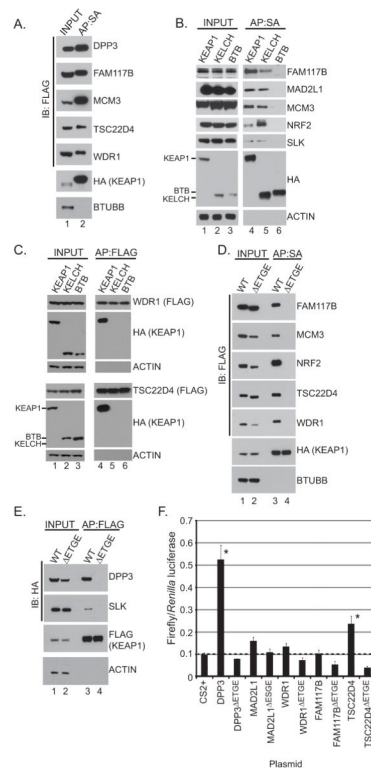 A.
INPUT
AP:SA
DPP3
FAM117B
MCM3
TSC22D4
WDR1
HA (KEAP1)
BTUBB
IB: FLAG
1 2
B.
INPUT AP:SA
KEAP1 KELCH BTB KEAP1 KELCH BTB
FAM117B
MAD2L1
MCM3
NRF2
SLK
KEAP1
BTB
KELCH
HA
ACTIN
1 2 3 4 5 6
C.
INPUT AP:FLAG
KEAP1 KELCH BTB KEAP1 KELCH BTB
WDR1 (FLAG)
HA (KEAP1)
ACTIN
TSC22D4 (FLAG)
KEAP1
BTB
KELCH
HA (KEAP1)
ACTIN
1 2 3 4 5 6
D.
INPUT AP:SA
WT ΔETGE WT ΔETGE
FAM117B
MCM3
NRF2
TSC22D4
WDR1
HA (KEAP1)
BTUBB
IB: FLAG
1 2 3 4
E.
INPUT AP:FLAG
WT ΔETGE WT ΔETGE
DPP3
SLK
FLAG
(KEAP1)
ACTIN
IB: HA
1 2 3 4
F.
Firefly/Renilla luciferase
0.7
0.6
0.5
0.4
0.3
0.2
0.1
0
*
*
CS2+
DPP3
DPP3ΔETGE
MAD2L1
MAD2L1ΔESGE
WDR1
WDR1ΔETGE
FAM117B
FAM117BΔETGE
TSC22D4
TSC22D4ΔETGE
Plasmid